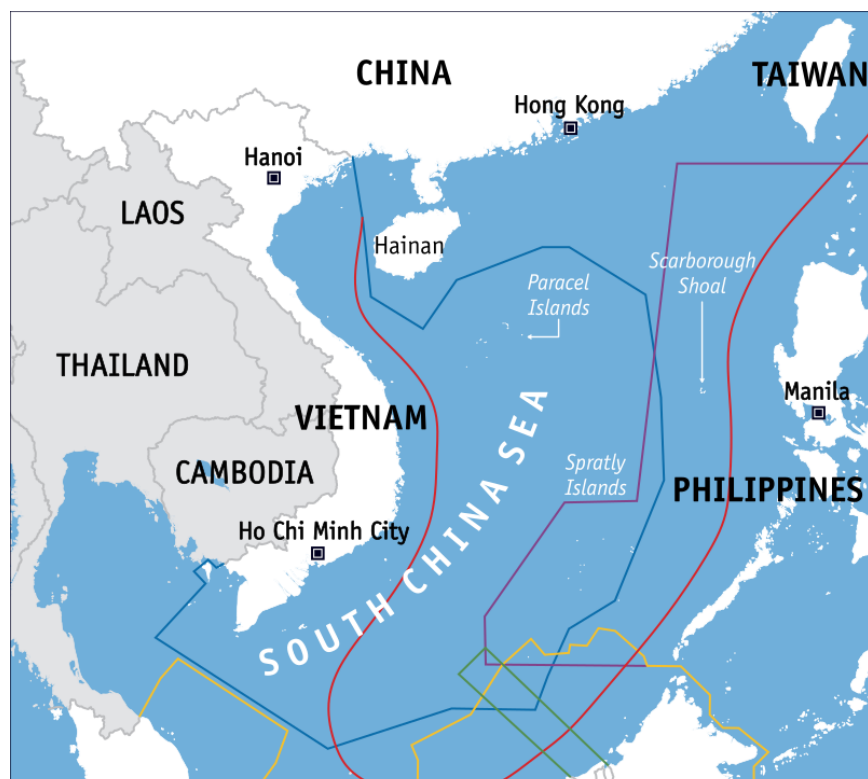 CHINA
TAIWAN
Hong Kong
Hanoi
LAOS
Hainan
Scarborough
Shoal
Paracel
Islands
THAILAND
VIETNAM
Manila
CAMBODIA
Spratly
Islands
PHILIPPINES
Ho Chi Minh City
SOUTH CHINA SEA